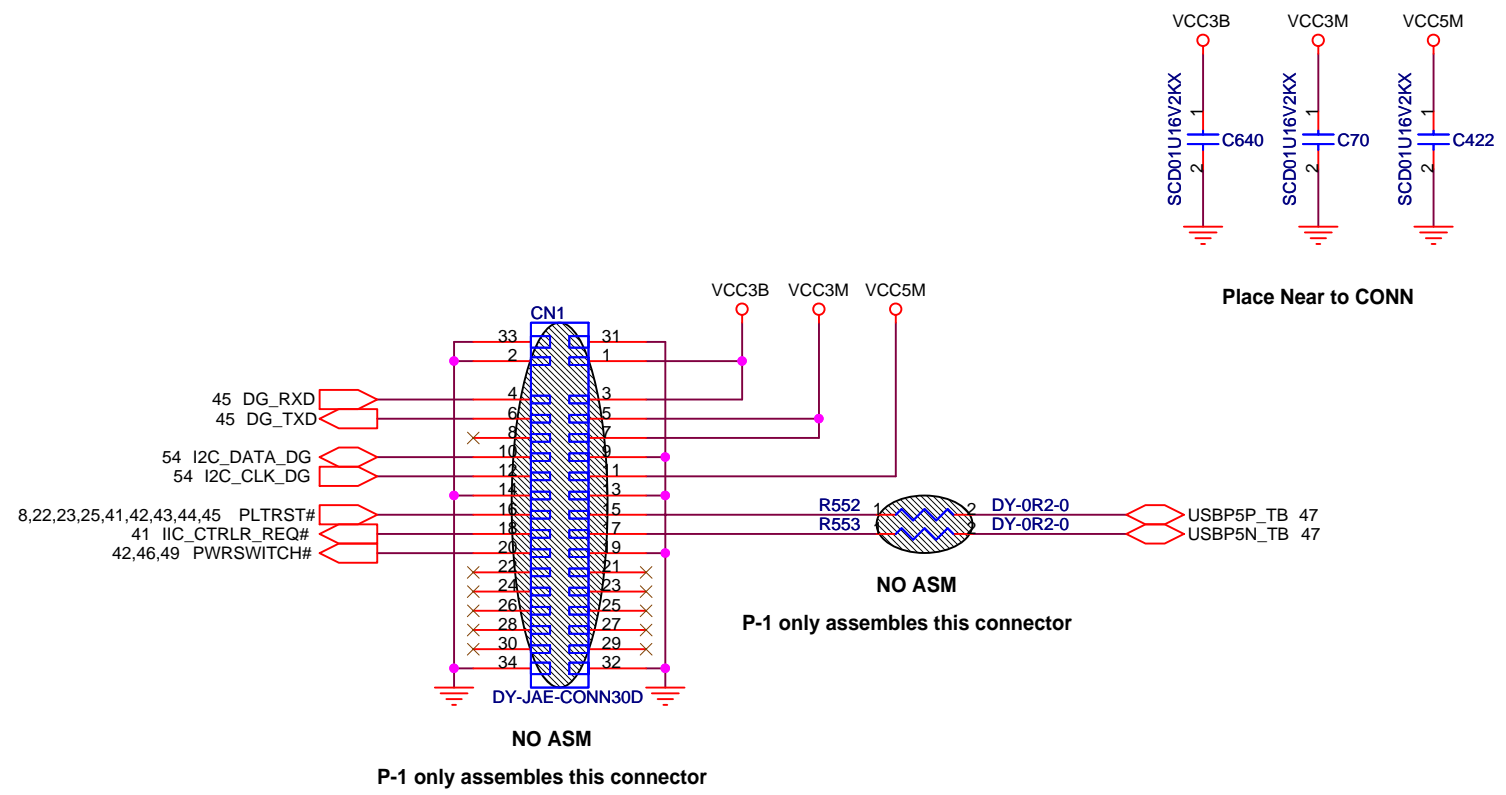 VCC3B VCC3M VCC5M
SCD01U16V2KX 1 2 C640
SCD01U16V2KX 1 2 C70
SCD01U16V2KX 1 2 C422
Place Near to CONN
VCC3B VCC3M VCC5M
CN1
33 31
2 1
45 DG_RXD 4 3
45 DG_TXD 6 5
8 7
54 I2C_DATA_DG 10 9
54 I2C_CLK_DG 12 11
14 13
8,22,23,25,41,42,43,44,45 PLTRST# 16 15 R552 1 2 DY-0R2-0 USBP5P_TB 47
41 IIC_CTRLR_REQ# 18 17 R553 1 2 DY-0R2-0 USBP5N_TB 47
42,46,49 PWRSWITCH# 20 19
22 21
24 23
26 25
28 27
30 29
34 32
DY-JAE-CONN30D
NO ASM
P-1 only assembles this connector
NO ASM
P-1 only assembles this connector